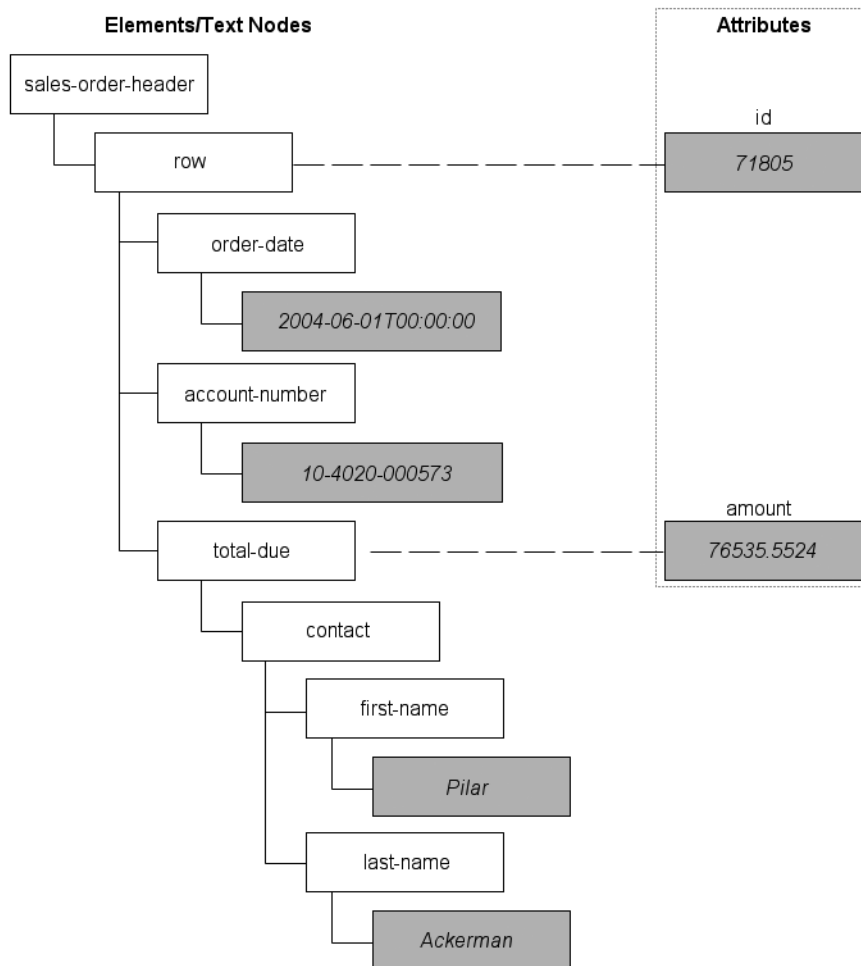 Elements/Text Nodes
Attributes
sales-order-header
id
row
71805
order-date
2004-06-01T00:00:00
account-number
10-4020-000573
amount
total-due
76535.5524
contact
first-name
Pilar
last-name
Ackerman